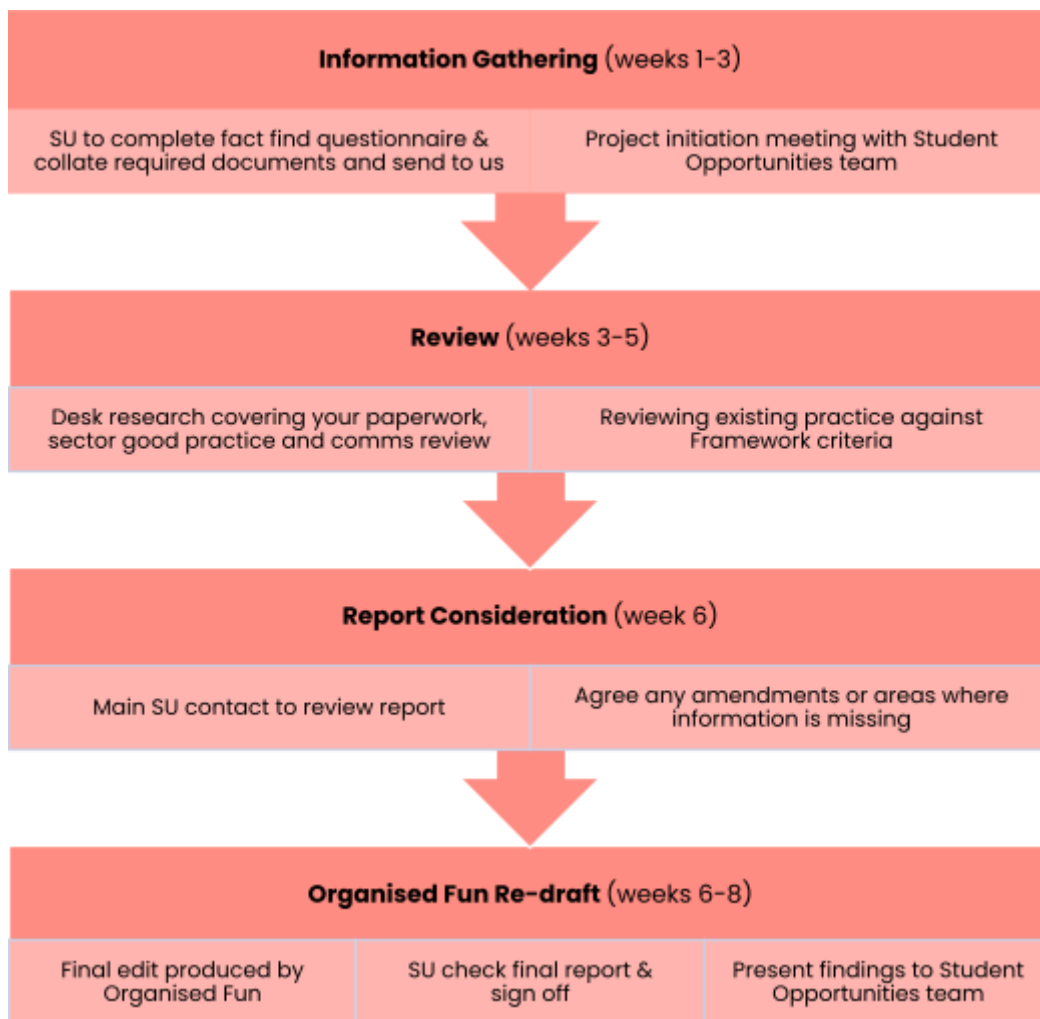 Information Gathering (weeks 1-3)
SU to complete fact find questionnaire &
collate required documents and send to us
Project initiation meeting with Student
Opportunities team
Review (weeks 3-5)
Desk research covering your paperwork,
sector good practice and comms review
Reviewing existing practice against
Framework criteria
Report Consideration (week 6)
Main SU contact to review report
Agree any amendments or areas where
information is missing
Organised Fun Re-draft (weeks 6-8)
Final edit produced by
Organised Fun
SU check final report &
sign off
Present findings to Student
Opportunities team